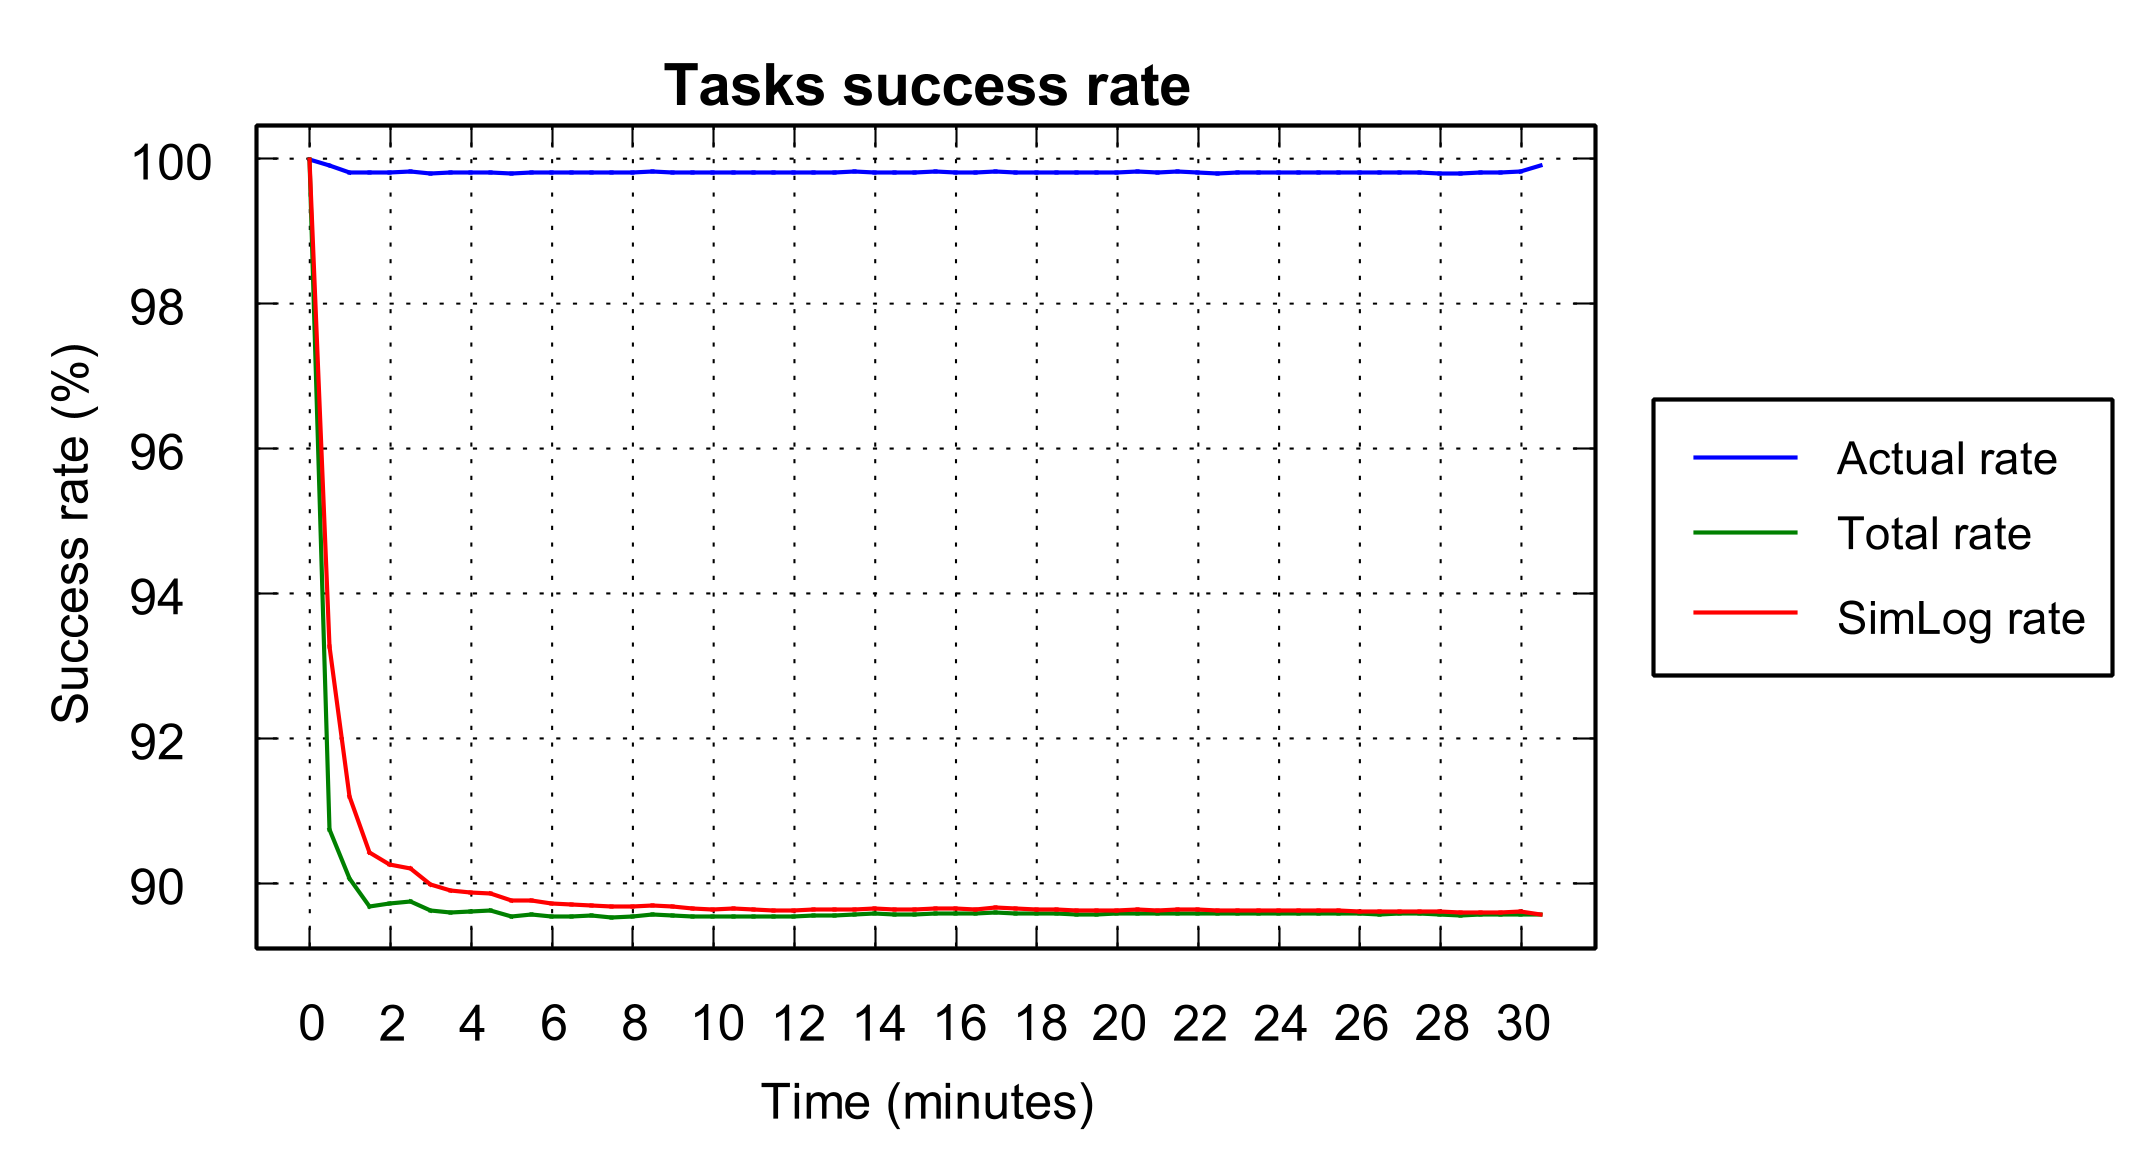 Tasks success rate
Success rate (%)
100
98
96
94
92
90
0 2 4 6 8 10 12 14 16 18 20 22 24 26 28 30
Time (minutes)
Actual rate
Total rate
SimLog rate